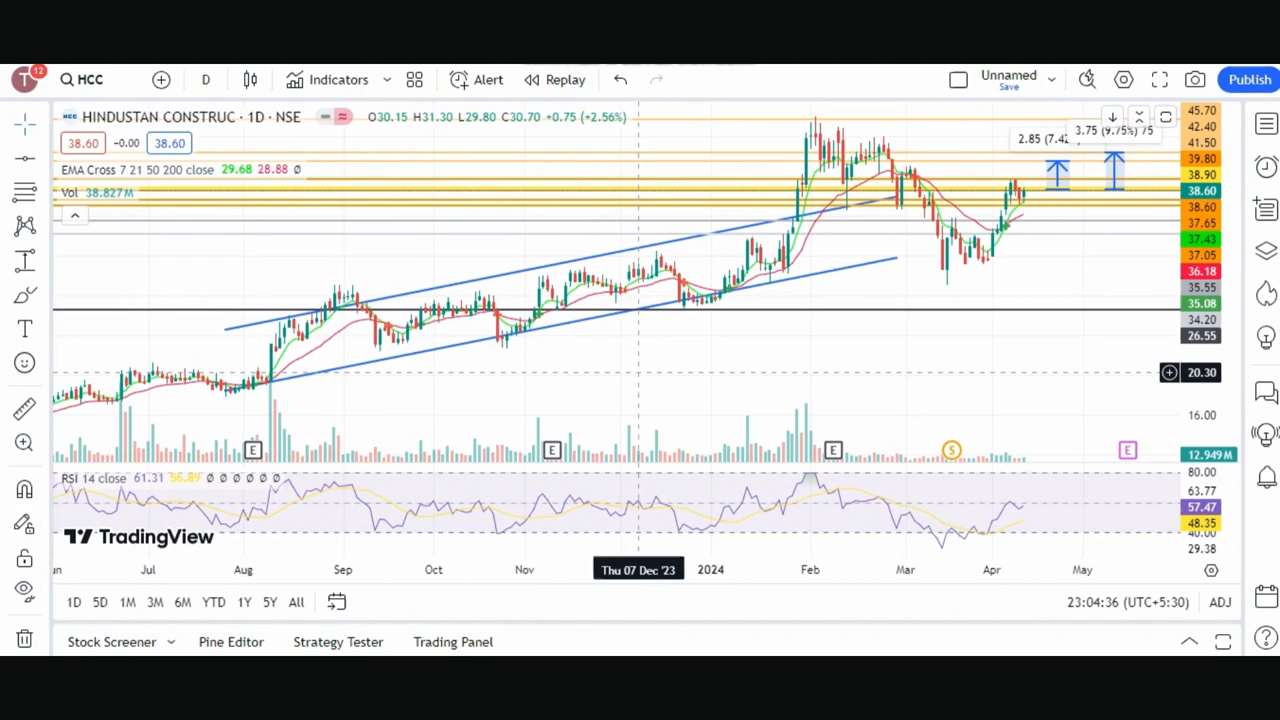 12
HCC
D
Indicators
Alert
Replay
Unnamed
Save
Publish
HCC HINDUSTAN CONSTRUC · 1D · NSE
O30.15 H31.30 L29.80 C30.70 +0.75 (+2.56%)
38.60 -0.00 38.60
EMA Cross 7 21 50 200 close 29.68 28.88 Ø
Vol 38.827M
2.85 (7.42
3.75 (9.75%) 75
45.70
42.40
41.50
39.80
38.90
38.60
38.60
37.65
37.43
37.05
36.18
35.55
35.08
34.20
26.55
20.30
16.00
12.949M
E
E
E
S
E
RSI 14 close 61.31 56.89 Ø Ø Ø Ø Ø Ø
80.00
63.77
57.47
48.35
40.00
29.38
TradingView
un Jul Aug Sep Oct Nov Thu 07 Dec '23 2024 Feb Mar Apr May
1D 5D 1M 3M 6M YTD 1Y 5Y All
23:04:36 (UTC+5:30) ADJ
Stock Screener Pine Editor Strategy Tester Trading Panel